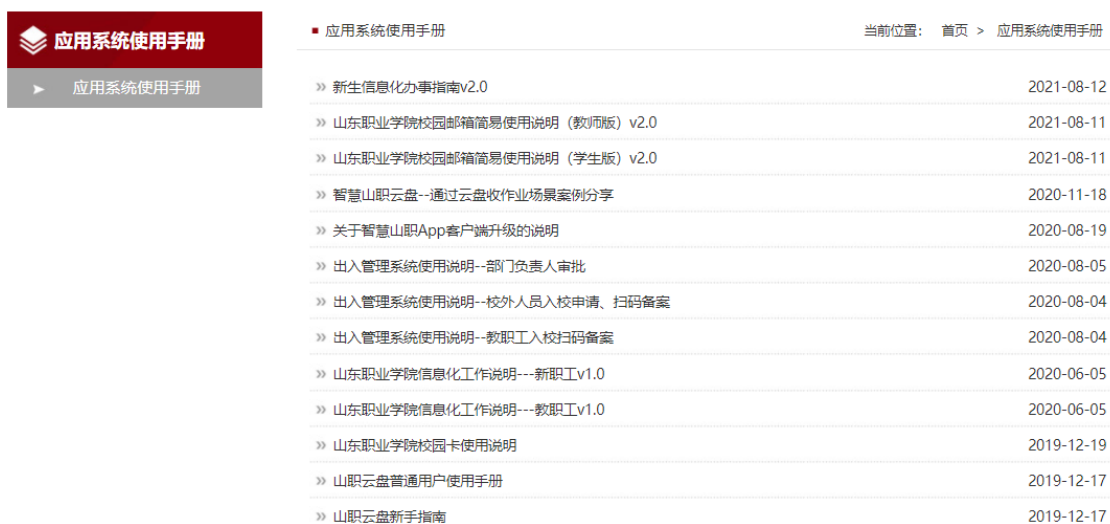 应用系统使用手册
应用系统使用手册
应用系统使用手册 当前位置： 首页 > 应用系统使用手册
» 新生信息化办事指南v2.0 2021-08-12
» 山东职业学院校园邮箱简易使用说明（教师版）v2.0 2021-08-11
» 山东职业学院校园邮箱简易使用说明（学生版）v2.0 2021-08-11
» 智慧山职云盘--通过云盘收作业场景案例分享 2020-11-18
» 关于智慧山职App客户端升级的说明 2020-08-19
» 出入管理系统使用说明--部门负责人审批 2020-08-05
» 出入管理系统使用说明--校外人员入校申请、扫码备案 2020-08-04
» 出入管理系统使用说明--教职工入校扫码备案 2020-08-04
» 山东职业学院信息化工作说明---新职工v1.0 2020-06-05
» 山东职业学院信息化工作说明---教职工v1.0 2020-06-05
» 山东职业学院校园卡使用说明 2019-12-19
» 山职云盘普通用户使用手册 2019-12-17
» 山职云盘新手指南 2019-12-17